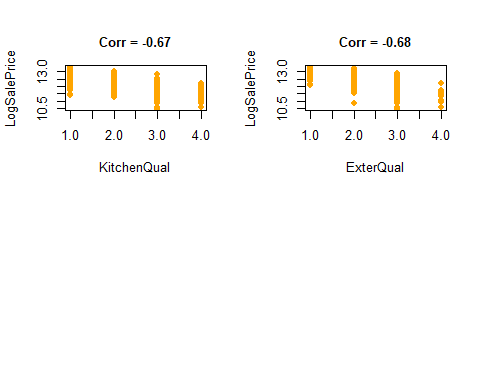 Corr = -0.67
LogSalePrice
13.0
10.5
1.0 2.0 3.0 4.0
KitchenQual
Corr = -0.68
LogSalePrice
13.0
10.5
1.0 2.0 3.0 4.0
ExterQual